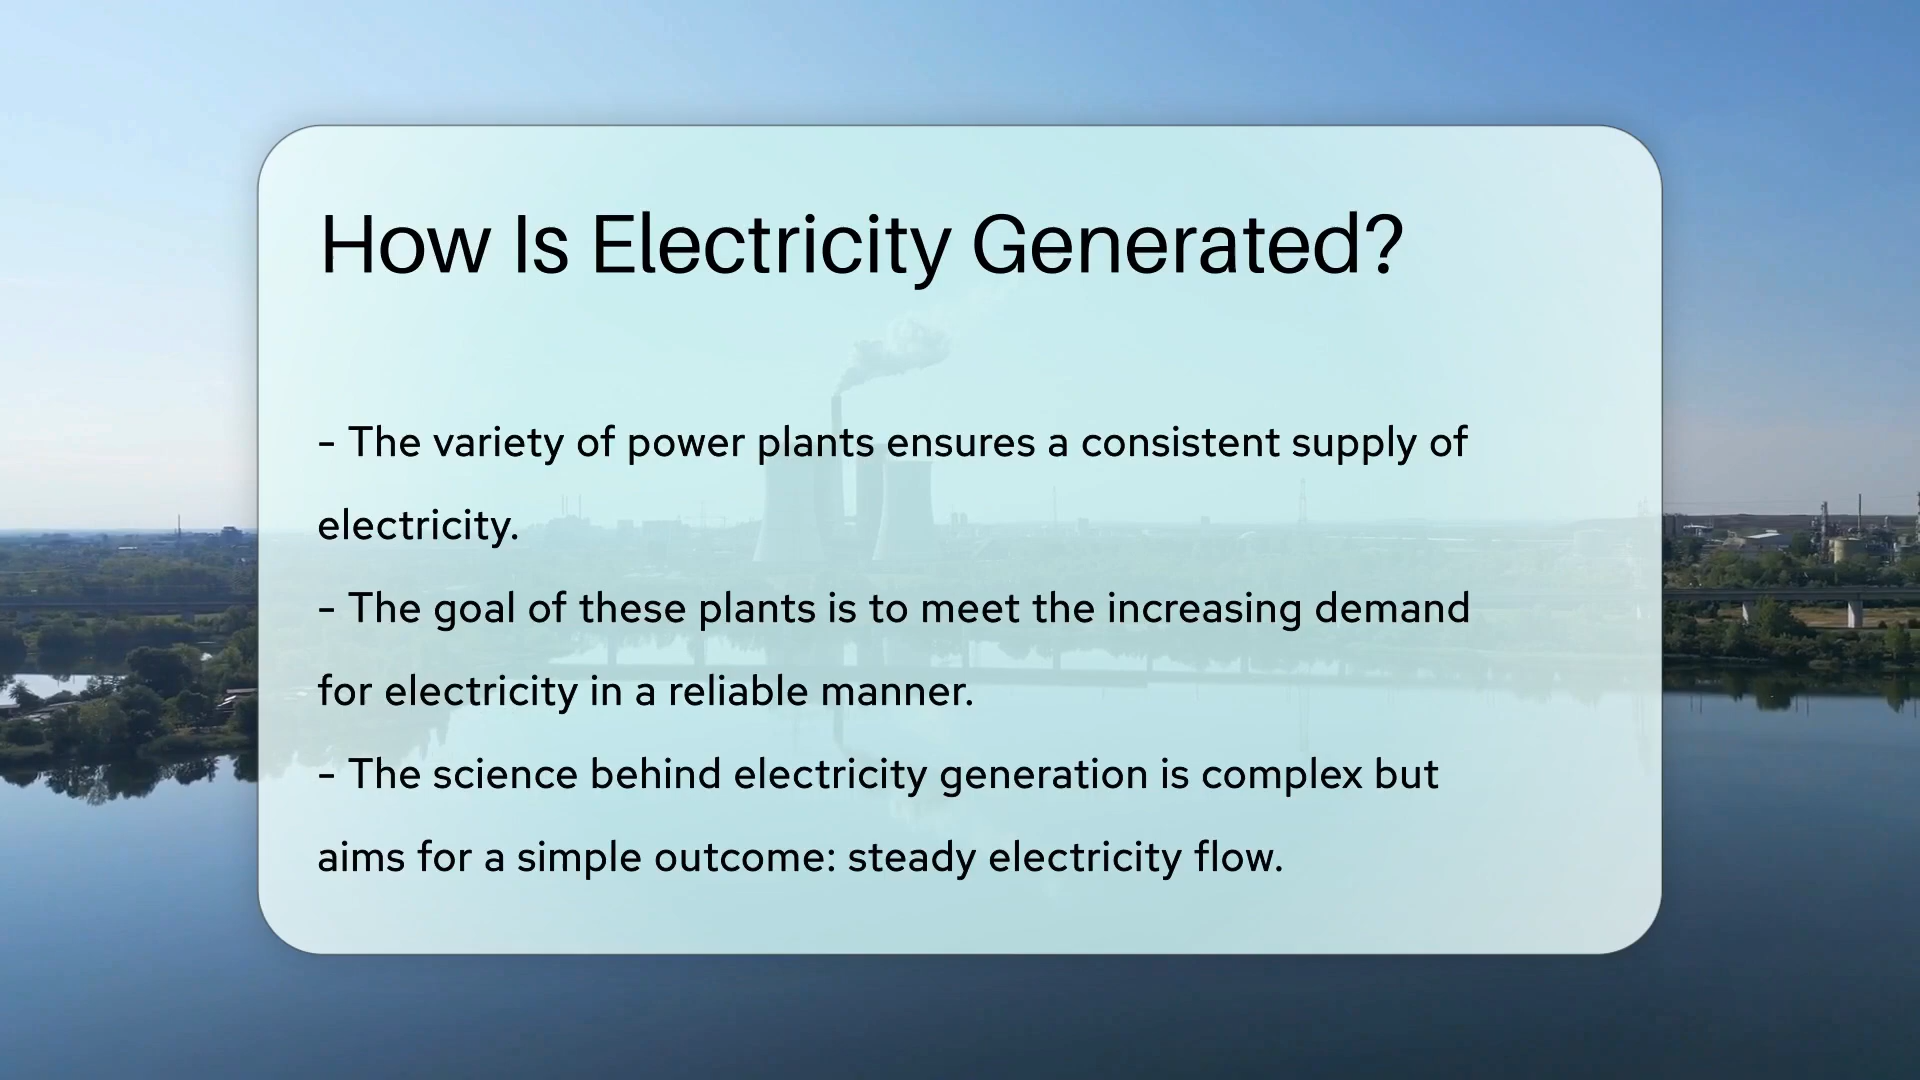 How Is Electricity Generated?
- The variety of power plants ensures a consistent supply of
electricity.
- The goal of these plants is to meet the increasing demand
for electricity in a reliable manner.
- The science behind electricity generation is complex but
aims for a simple outcome: steady electricity flow.